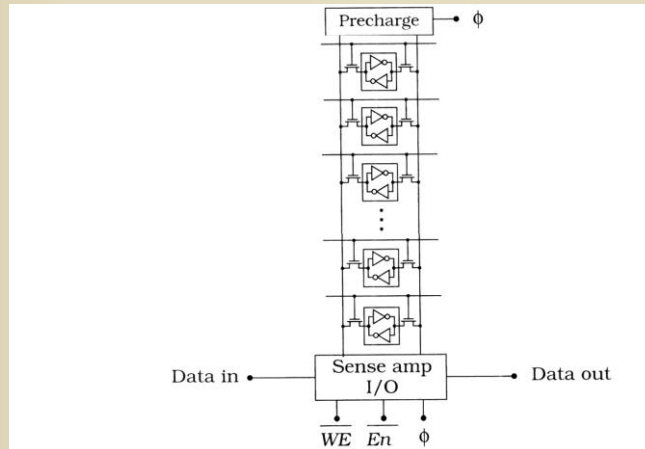 Precharge
ϕ
Data in
Sense amp
I/O
Data out
WE
En
ϕ